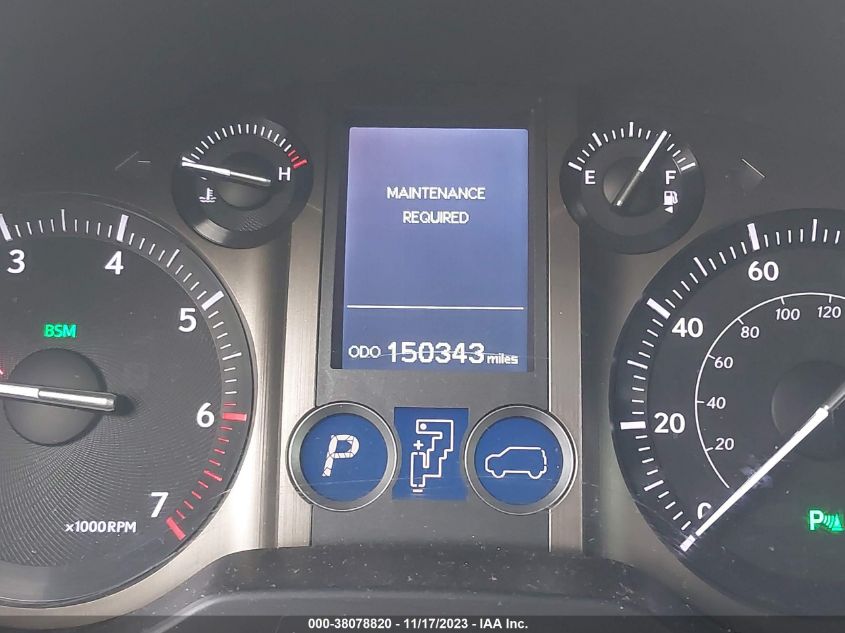 H
E F
MAINTENANCE
REQUIRED
3 4 5 6 7
BSM
x1000RPM
ODO 150343 miles
P
+
0 20 40 60
20 40 60 80 100 120
P
000-38078820 - 11/17/2023 - IAA Inc.